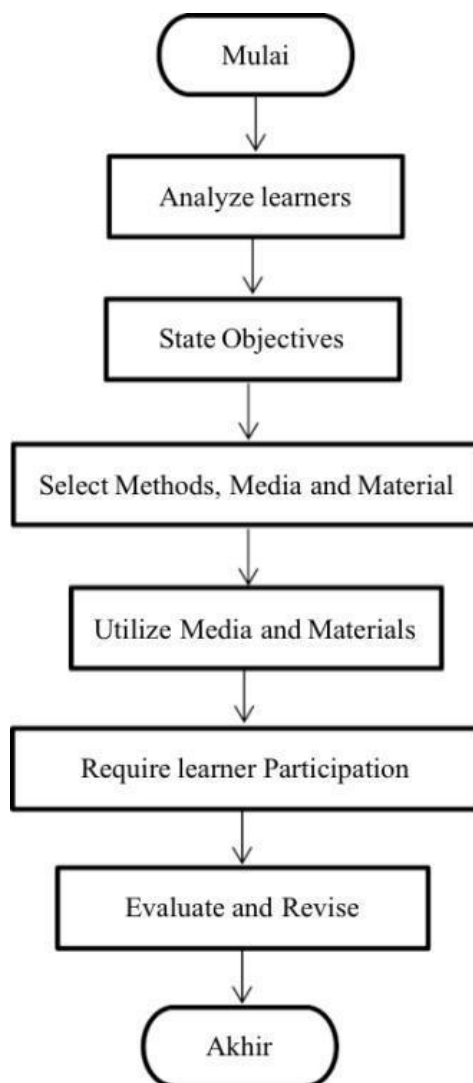 Mulai
Analyze learners
State Objectives
Select Methods, Media and Material
Utilize Media and Materials
Require learner Participation
Evaluate and Revise
Akhir